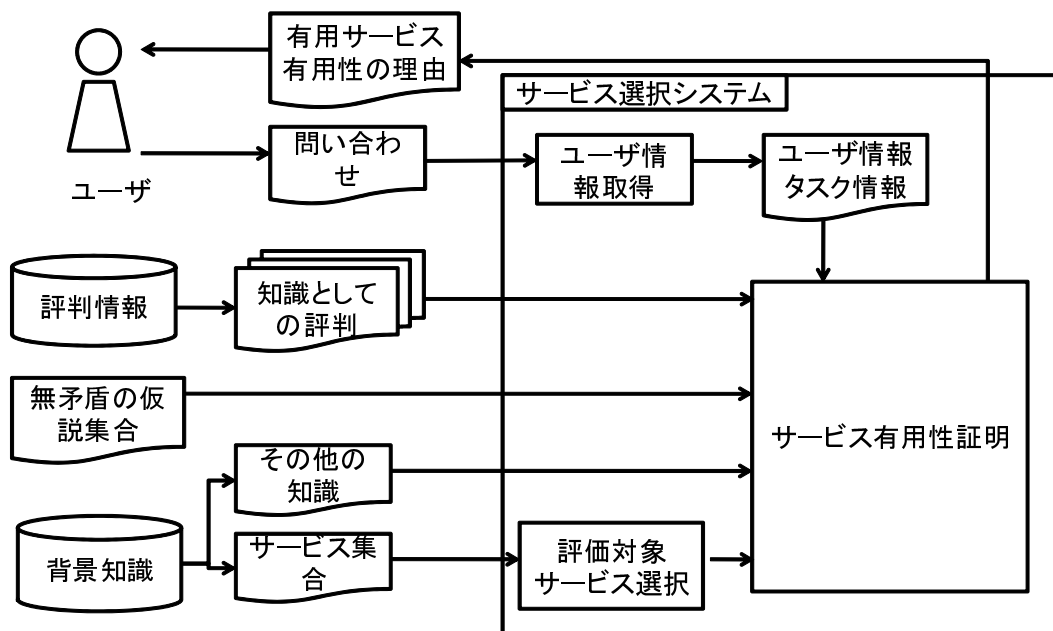 有用サービス
有用性の理由
サービス選択システム
問い合わ
せ
ユーザ情
報取得
ユーザ情報
タスク情報
ユーザ
評判情報
知識として
の評判
無矛盾の仮
説集合
サービス有用性証明
その他の
知識
背景知識
サービス集
合
評価対象
サービス選択